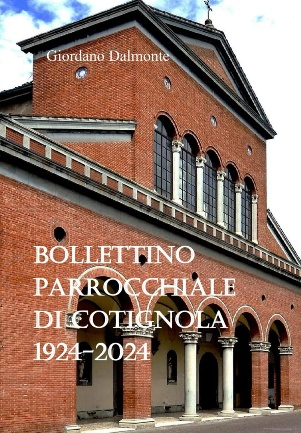 Giordano Dalmonte
BOLLETTINO
PARROCCHIALE
DI COTIGNOLA
1924-2024